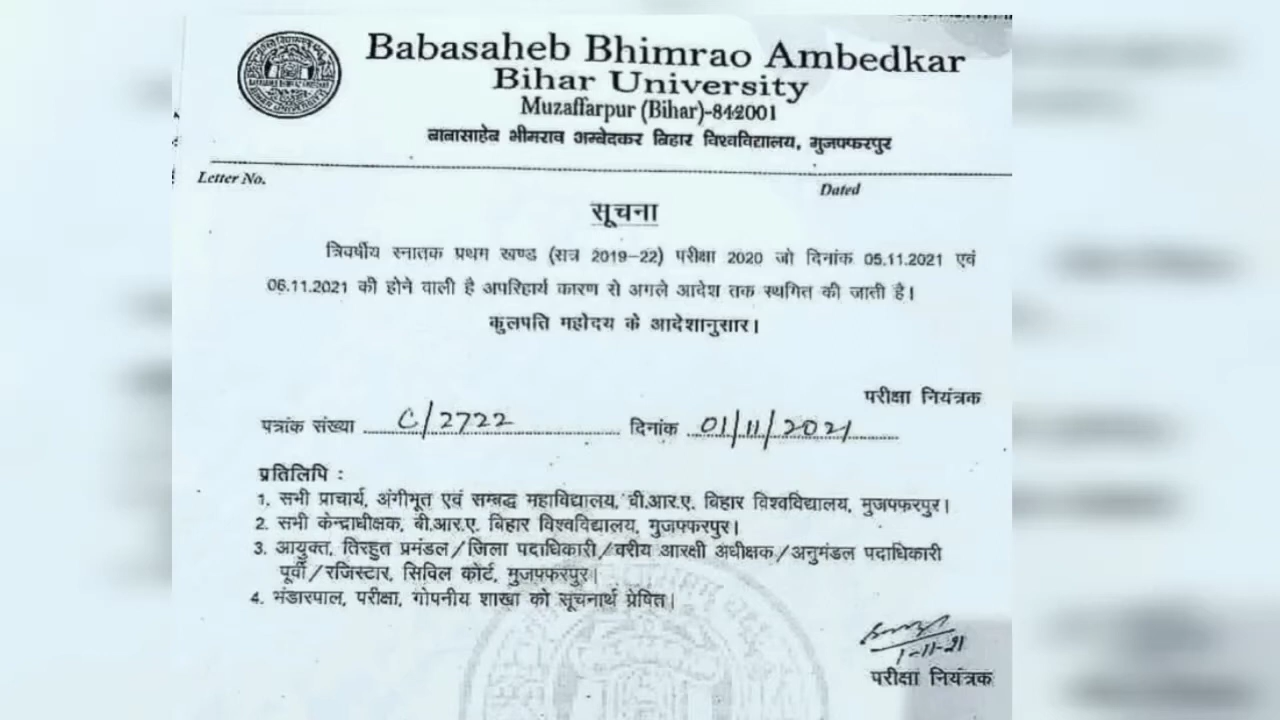 Babasaheb Bhimrao Ambedkar
Bihar University
Muzaffarpur (Bihar)-842001
बाबासाहेब भीमराव अम्बेदकर बिहार विश्वविद्यालय, मुजफ्फरपुर
Letter No.
Dated
सूचना
त्रिवर्षीय स्नातक प्रथम खण्ड (सत्र 2019-22) परीक्षा 2020 जो दिनांक 05.11.2021 एवं
06.11.2021 की होने वाली है अपरिहार्य कारण से अगले आदेश तक स्थगित की जाती है।
कुलपति महोदय के आदेशानुसार।
परीक्षा नियंत्रक
पत्रांक संख्या C/2722 दिनांक 01/11/2021
प्रतिलिपि :
1. सभी प्राचार्य, अंगीभूत एवं सम्बद्ध महाविद्यालय, बी.आर.ए. बिहार विश्वविद्यालय, मुजफ्फरपुर।
2. सभी केन्द्राधीक्षक, बी.आर.ए. बिहार विश्वविद्यालय, मुजफ्फरपुर।
3. आयुक्त, तिरहुत प्रमंडल/जिला पदाधिकारी/वरीय आरक्षी अधीक्षक/अनुमंडल पदाधिकारी
पूर्वी/रजिस्टार, सिविल कोर्ट, मुजफ्फरपुर।
4. भंडारपाल, परीक्षा, गोपनीय शाखा को सूचनार्थ प्रेषित।
1-11-21
परीक्षा नियंत्रक